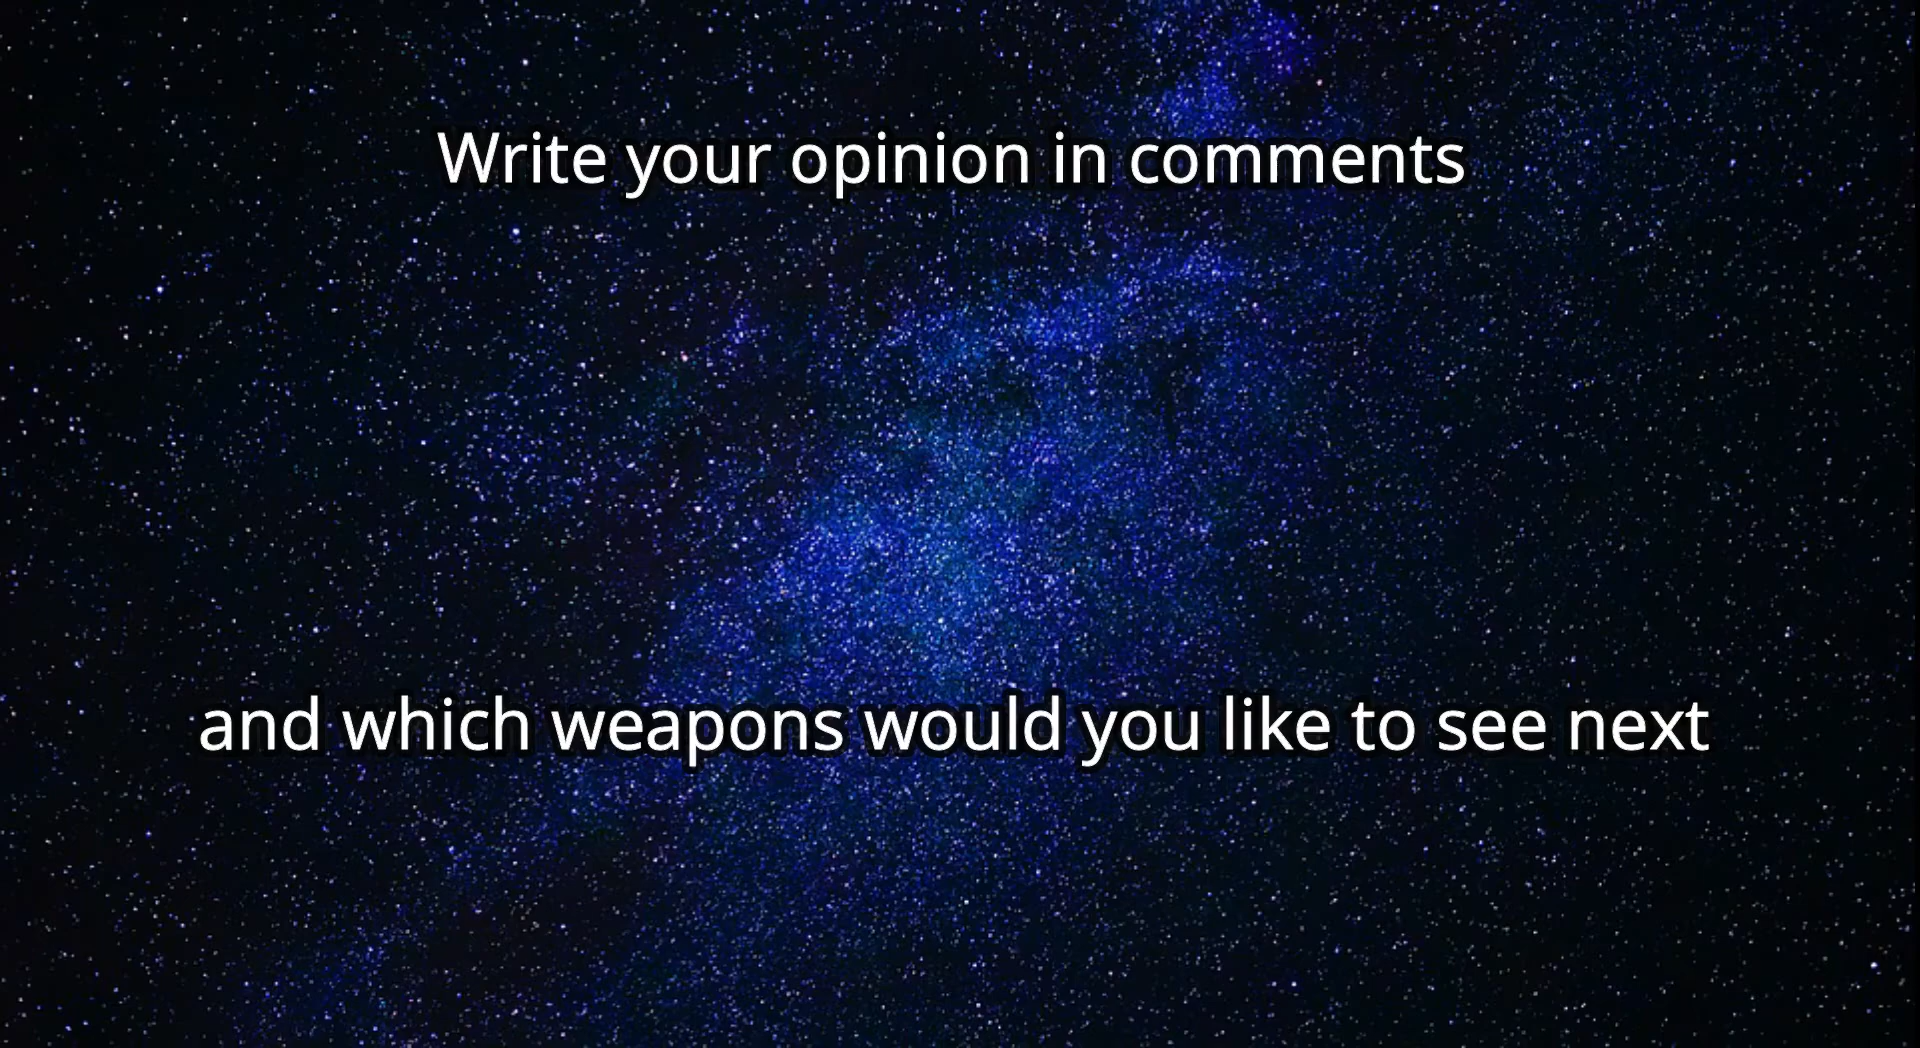 Write your opinion in comments
and which weapons would you like to see next